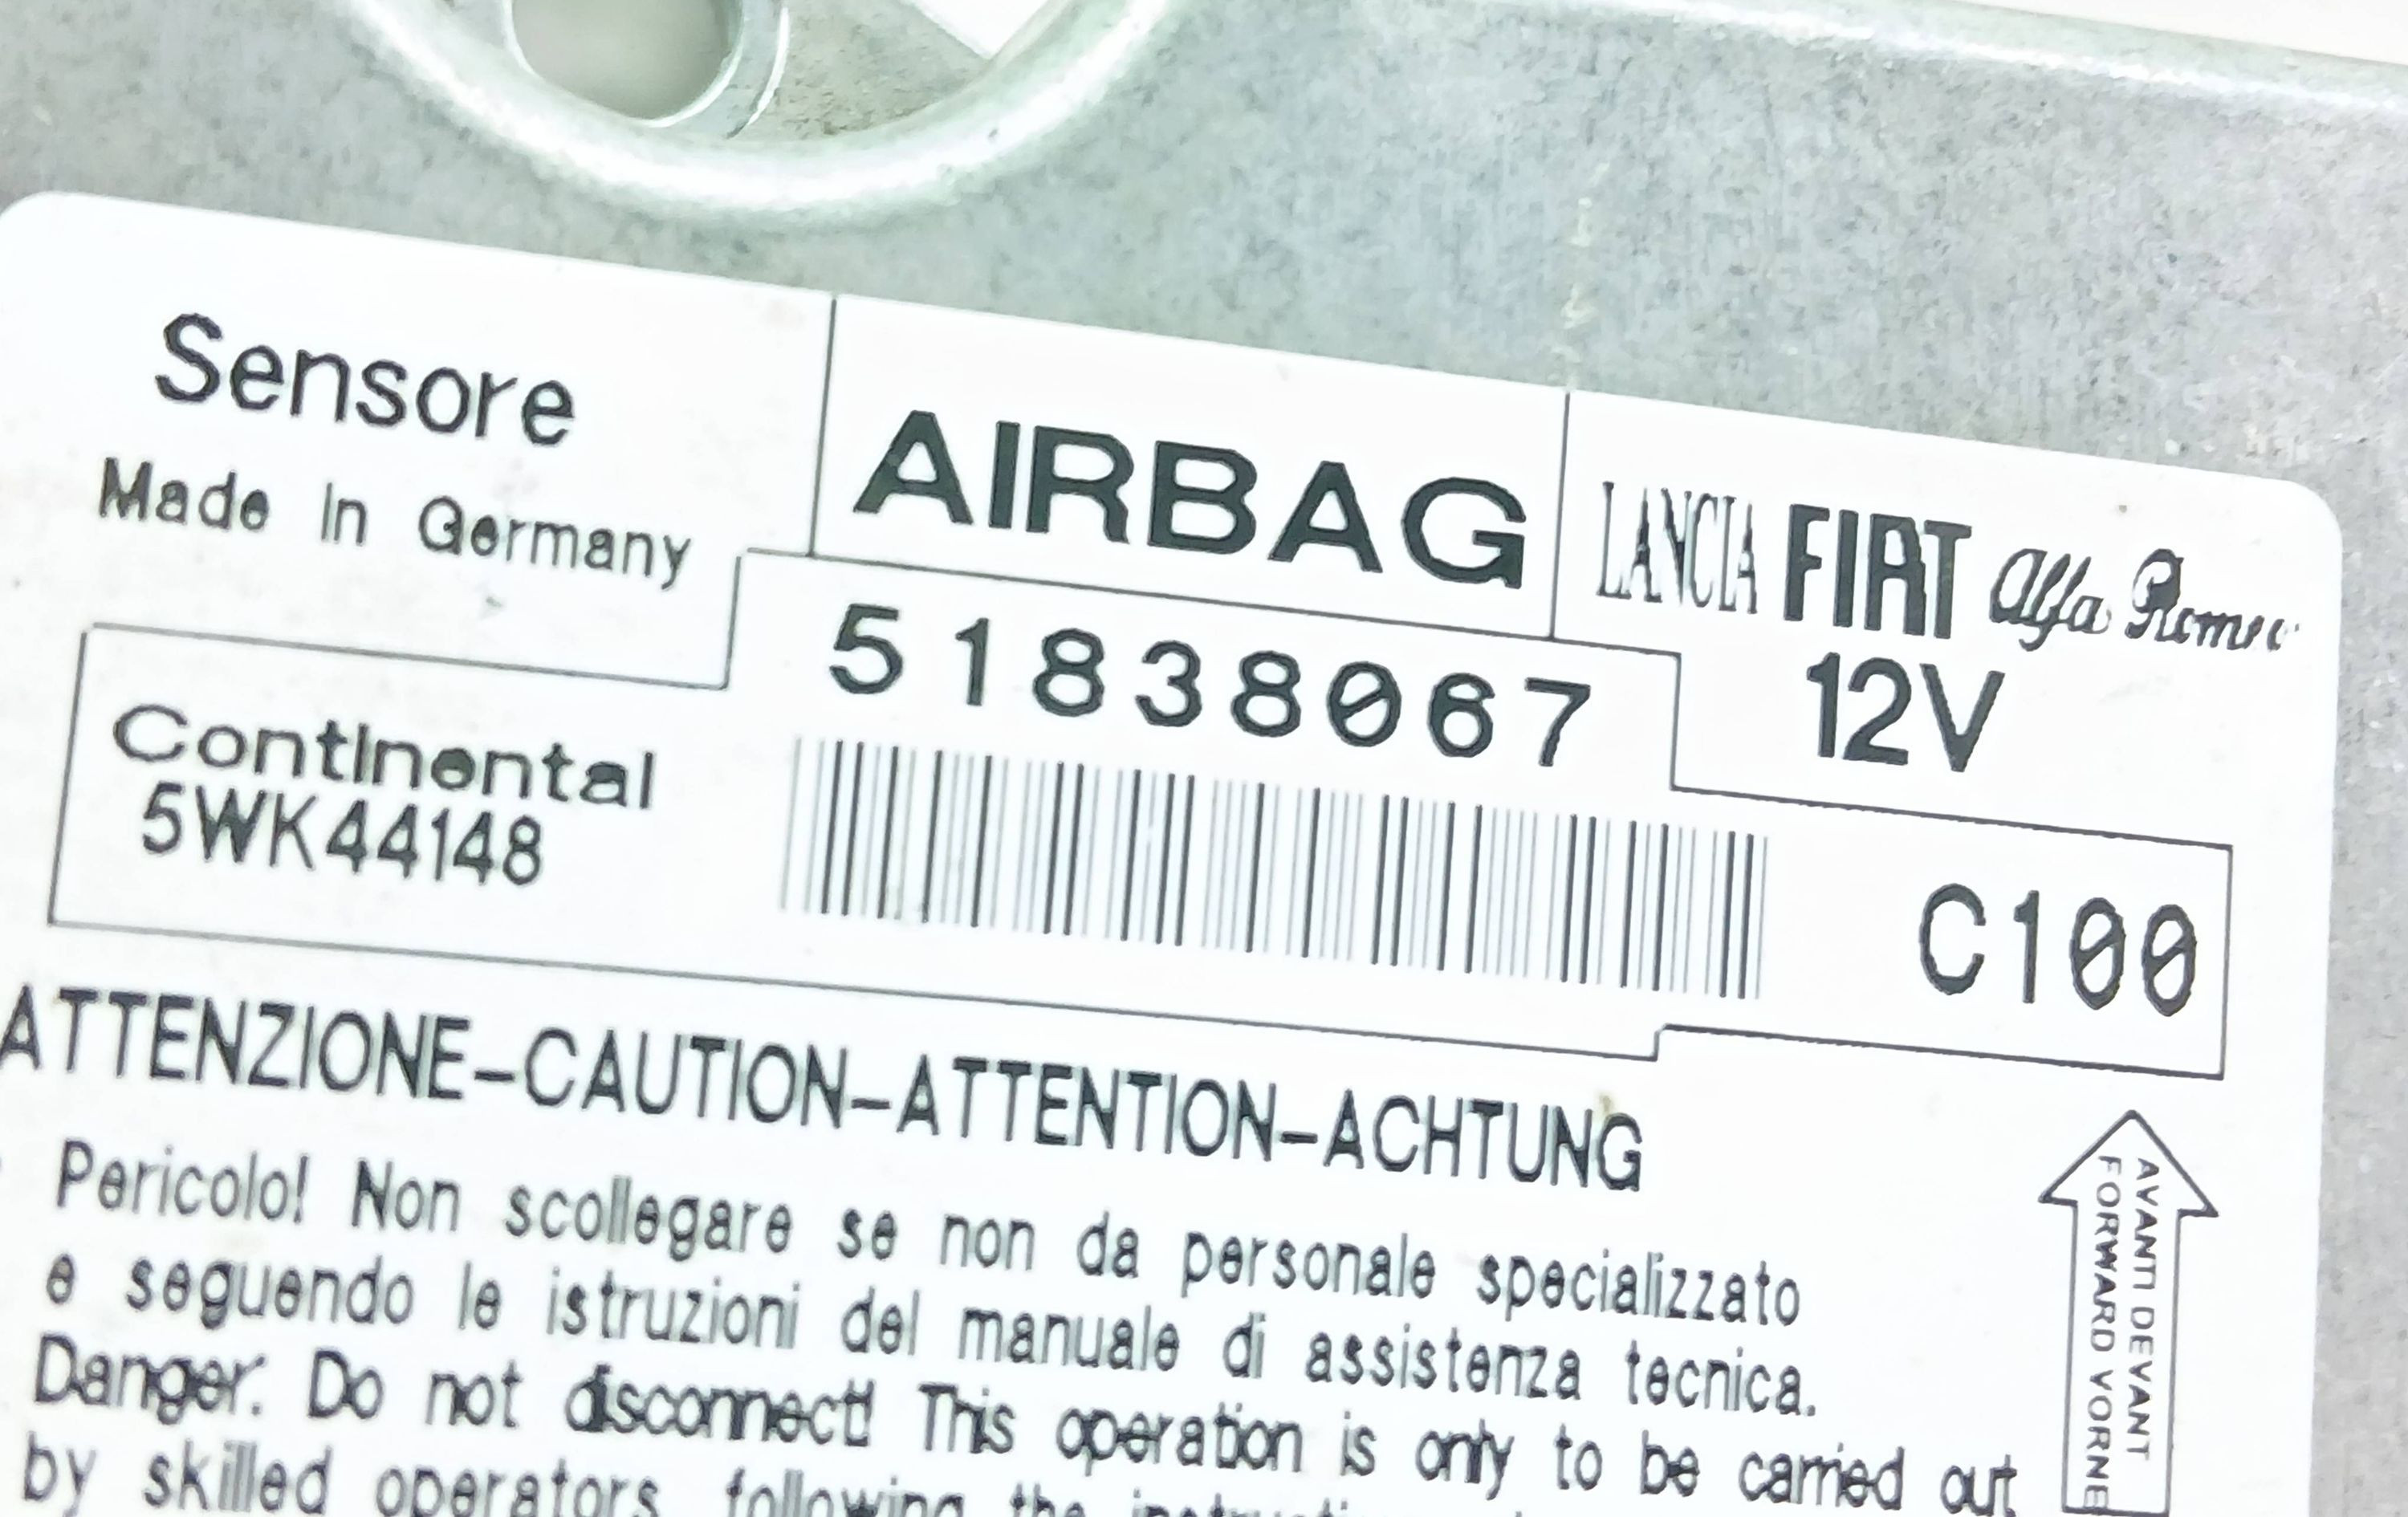 Sensore
Made In Germany
AIRBAG
LANCIA FIAT Alfa Romeo
51838067
12V
Continental
5WK44148
C100
ATTENZIONE-CAUTION-ATTENTION-ACHTUNG
Pericolo! Non scollegare se non da personale specializzato
e seguendo le istruzioni del manuale di assistenza tecnica.
Danger. Do not disconnect! This operation is only to be carried out
by skilled operators, following the
AVANTI DEVANT
FORWARD VORNE